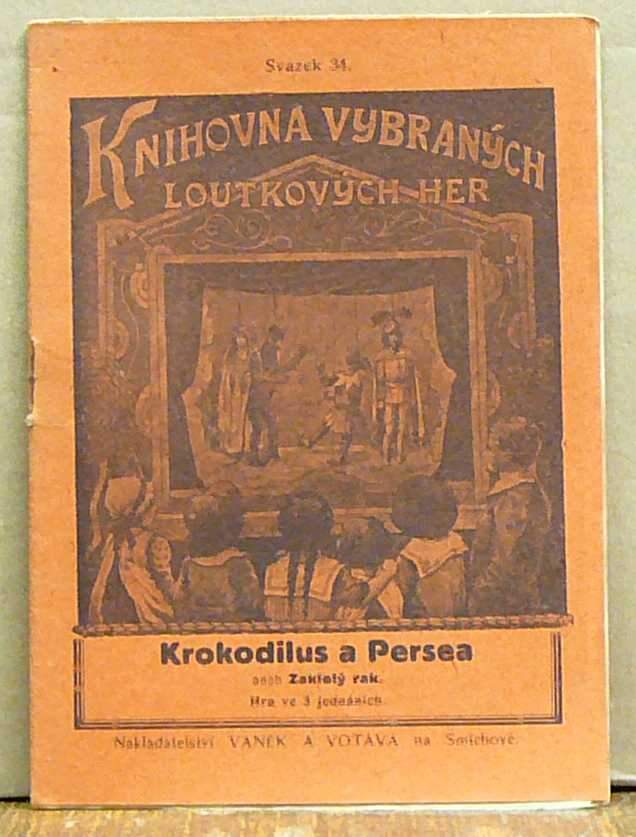 Svazek 34.
KNIHOVNA VYBRANÝCH
LOUTKOVÝCH HER
Krokodilus a Persea
aneb Zakletý rak.
Hra ve 3 jednáních.
Nakladatelství VANĚK A VOTAVA na Smíchově.